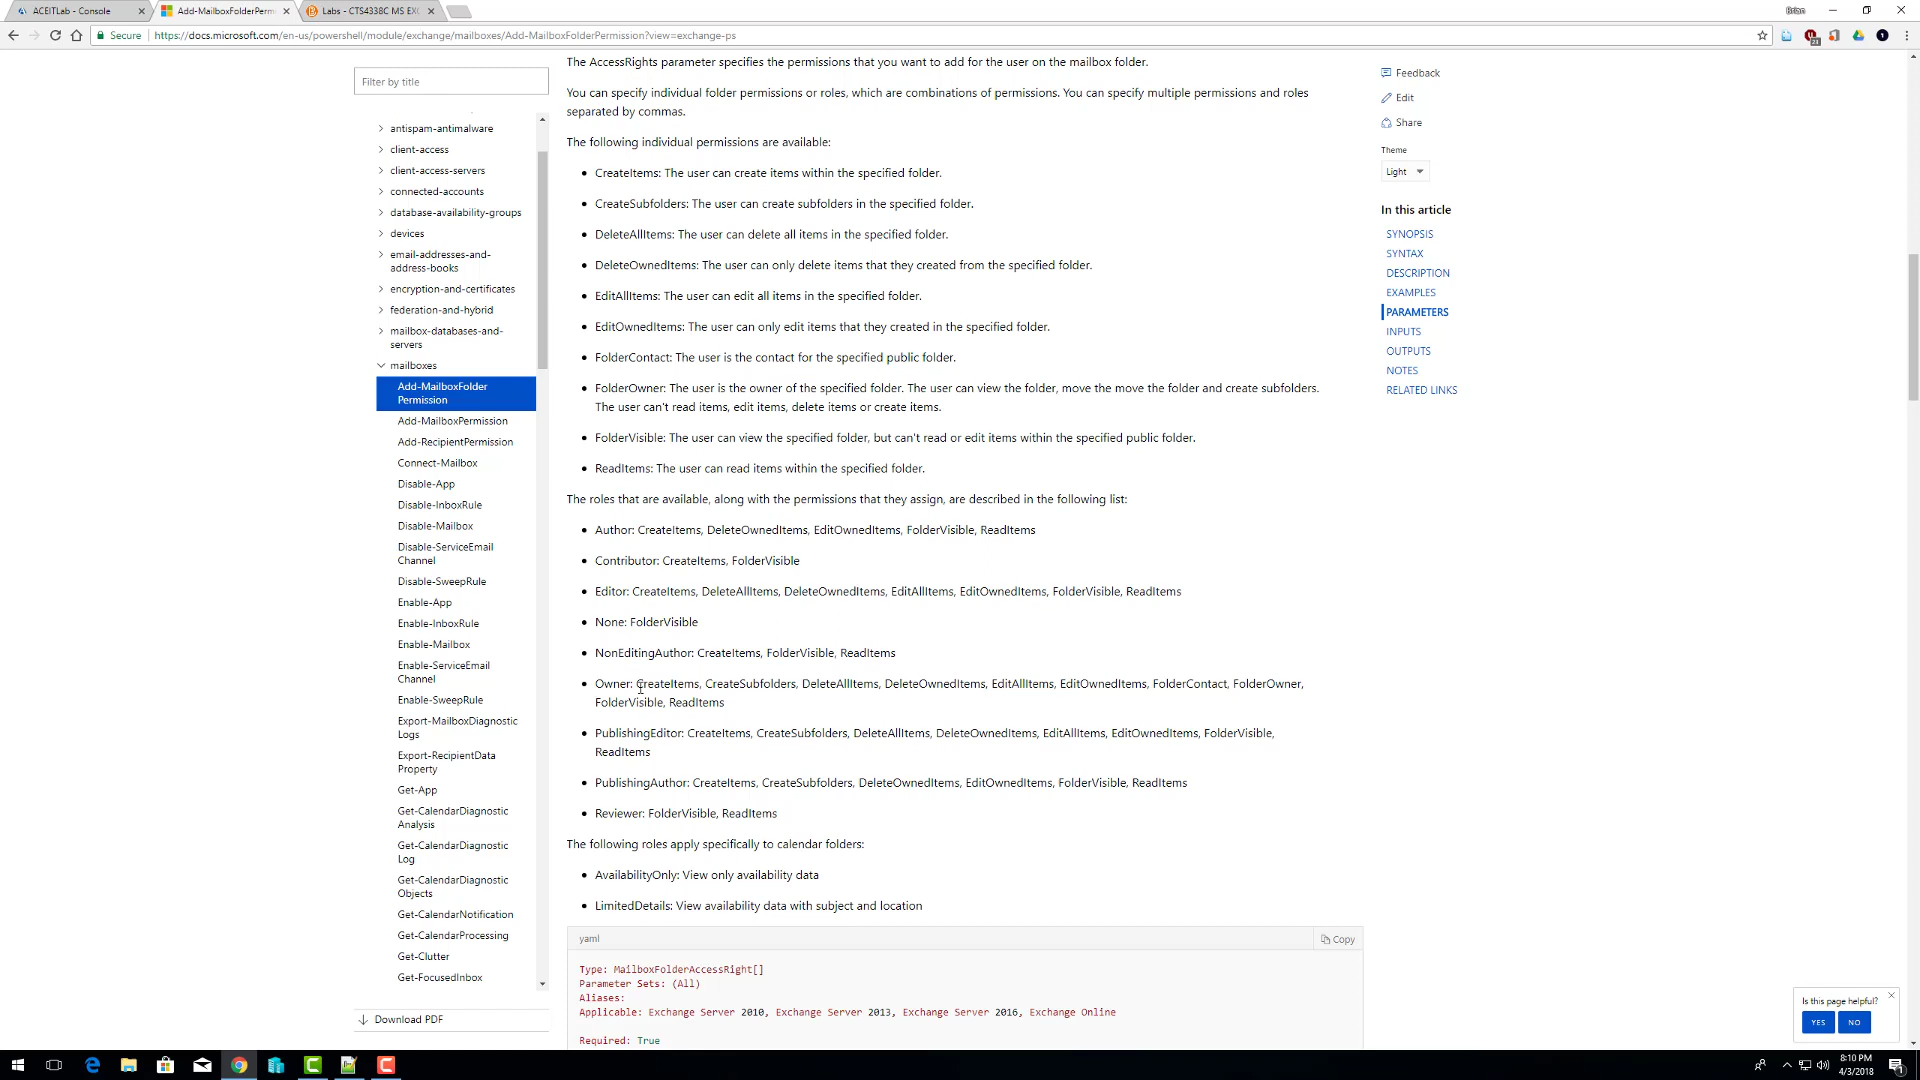 ACEITLab - Console
Add-MailboxFolderPerm
Labs - CTS4338C MS EXC
Brian
Secure https://docs.microsoft.com/en-us/powershell/module/exchange/mailboxes/Add-MailboxFolderPermission?view=exchange-ps
Filter by title
antispam-antimalware
client-access
client-access-servers
connected-accounts
database-availability-groups
devices
email-addresses-and-
address-books
encryption-and-certificates
federation-and-hybrid
mailbox-databases-and-
servers
mailboxes
Add-MailboxFolder
Permission
Add-MailboxPermission
Add-RecipientPermission
Connect-Mailbox
Disable-App
Disable-InboxRule
Disable-Mailbox
Disable-ServiceEmail
Channel
Disable-SweepRule
Enable-App
Enable-InboxRule
Enable-Mailbox
Enable-ServiceEmail
Channel
Enable-SweepRule
Export-MailboxDiagnostic
Logs
Export-RecipientData
Property
Get-App
Get-CalendarDiagnostic
Analysis
Get-CalendarDiagnostic
Log
Get-CalendarDiagnostic
Objects
Get-CalendarNotification
Get-CalendarProcessing
Get-Clutter
Get-FocusedInbox
Download PDF
The AccessRights parameter specifies the permissions that you want to add for the user on the mailbox folder.
You can specify individual folder permissions or roles, which are combinations of permissions. You can specify multiple permissions and roles
separated by commas.
The following individual permissions are available:
• CreateItems: The user can create items within the specified folder.
• CreateSubfolders: The user can create subfolders in the specified folder.
• DeleteAllItems: The user can delete all items in the specified folder.
• DeleteOwnedItems: The user can only delete items that they created from the specified folder.
• EditAllItems: The user can edit all items in the specified folder.
• EditOwnedItems: The user can only edit items that they created in the specified folder.
• FolderContact: The user is the contact for the specified public folder.
• FolderOwner: The user is the owner of the specified folder. The user can view the folder, move the move the folder and create subfolders.
The user can't read items, edit items, delete items or create items.
• FolderVisible: The user can view the specified folder, but can't read or edit items within the specified public folder.
• ReadItems: The user can read items within the specified folder.
The roles that are available, along with the permissions that they assign, are described in the following list:
• Author: CreateItems, DeleteOwnedItems, EditOwnedItems, FolderVisible, ReadItems
• Contributor: CreateItems, FolderVisible
• Editor: CreateItems, DeleteAllItems, DeleteOwnedItems, EditAllItems, EditOwnedItems, FolderVisible, ReadItems
• None: FolderVisible
• NonEditingAuthor: CreateItems, FolderVisible, ReadItems
• Owner: CreateItems, CreateSubfolders, DeleteAllItems, DeleteOwnedItems, EditAllItems, EditOwnedItems, FolderContact, FolderOwner,
FolderVisible, ReadItems
• PublishingEditor: CreateItems, CreateSubfolders, DeleteAllItems, DeleteOwnedItems, EditAllItems, EditOwnedItems, FolderVisible,
ReadItems
• PublishingAuthor: CreateItems, CreateSubfolders, DeleteOwnedItems, EditOwnedItems, FolderVisible, ReadItems
• Reviewer: FolderVisible, ReadItems
The following roles apply specifically to calendar folders:
• AvailabilityOnly: View only availability data
• LimitedDetails: View availability data with subject and location
yaml
Copy
Type: MailboxFolderAccessRight[]
Parameter Sets: (All)
Aliases:
Applicable: Exchange Server 2010, Exchange Server 2013, Exchange Server 2016, Exchange Online
Required: True
Feedback
Edit
Share
Theme
Light
In this article
SYNOPSIS
SYNTAX
DESCRIPTION
EXAMPLES
PARAMETERS
INPUTS
OUTPUTS
NOTES
RELATED LINKS
Is this page helpful?
YES NO
8:10 PM
4/3/2018